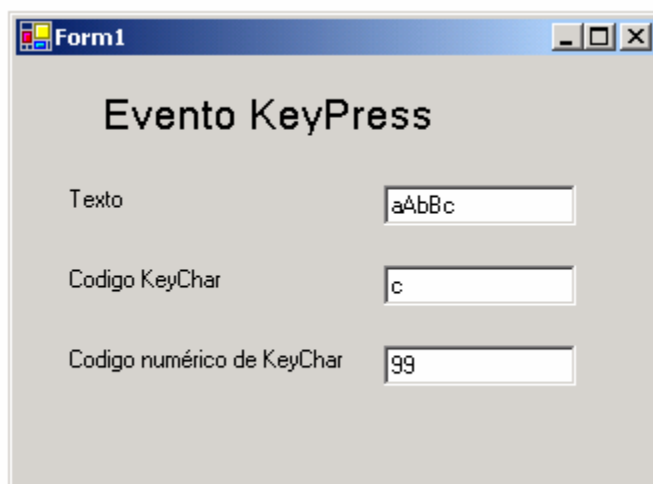 Form1
Evento KeyPress
Texto
aAbBc
Codigo KeyChar
c
Codigo numérico de KeyChar
99